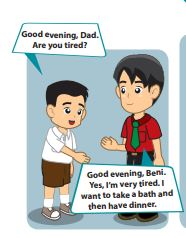 Good evening, Dad.
Are you tired?
Good evening, Beni.
Yes, I'm very tired. I
want to take a bath and
then have dinner.